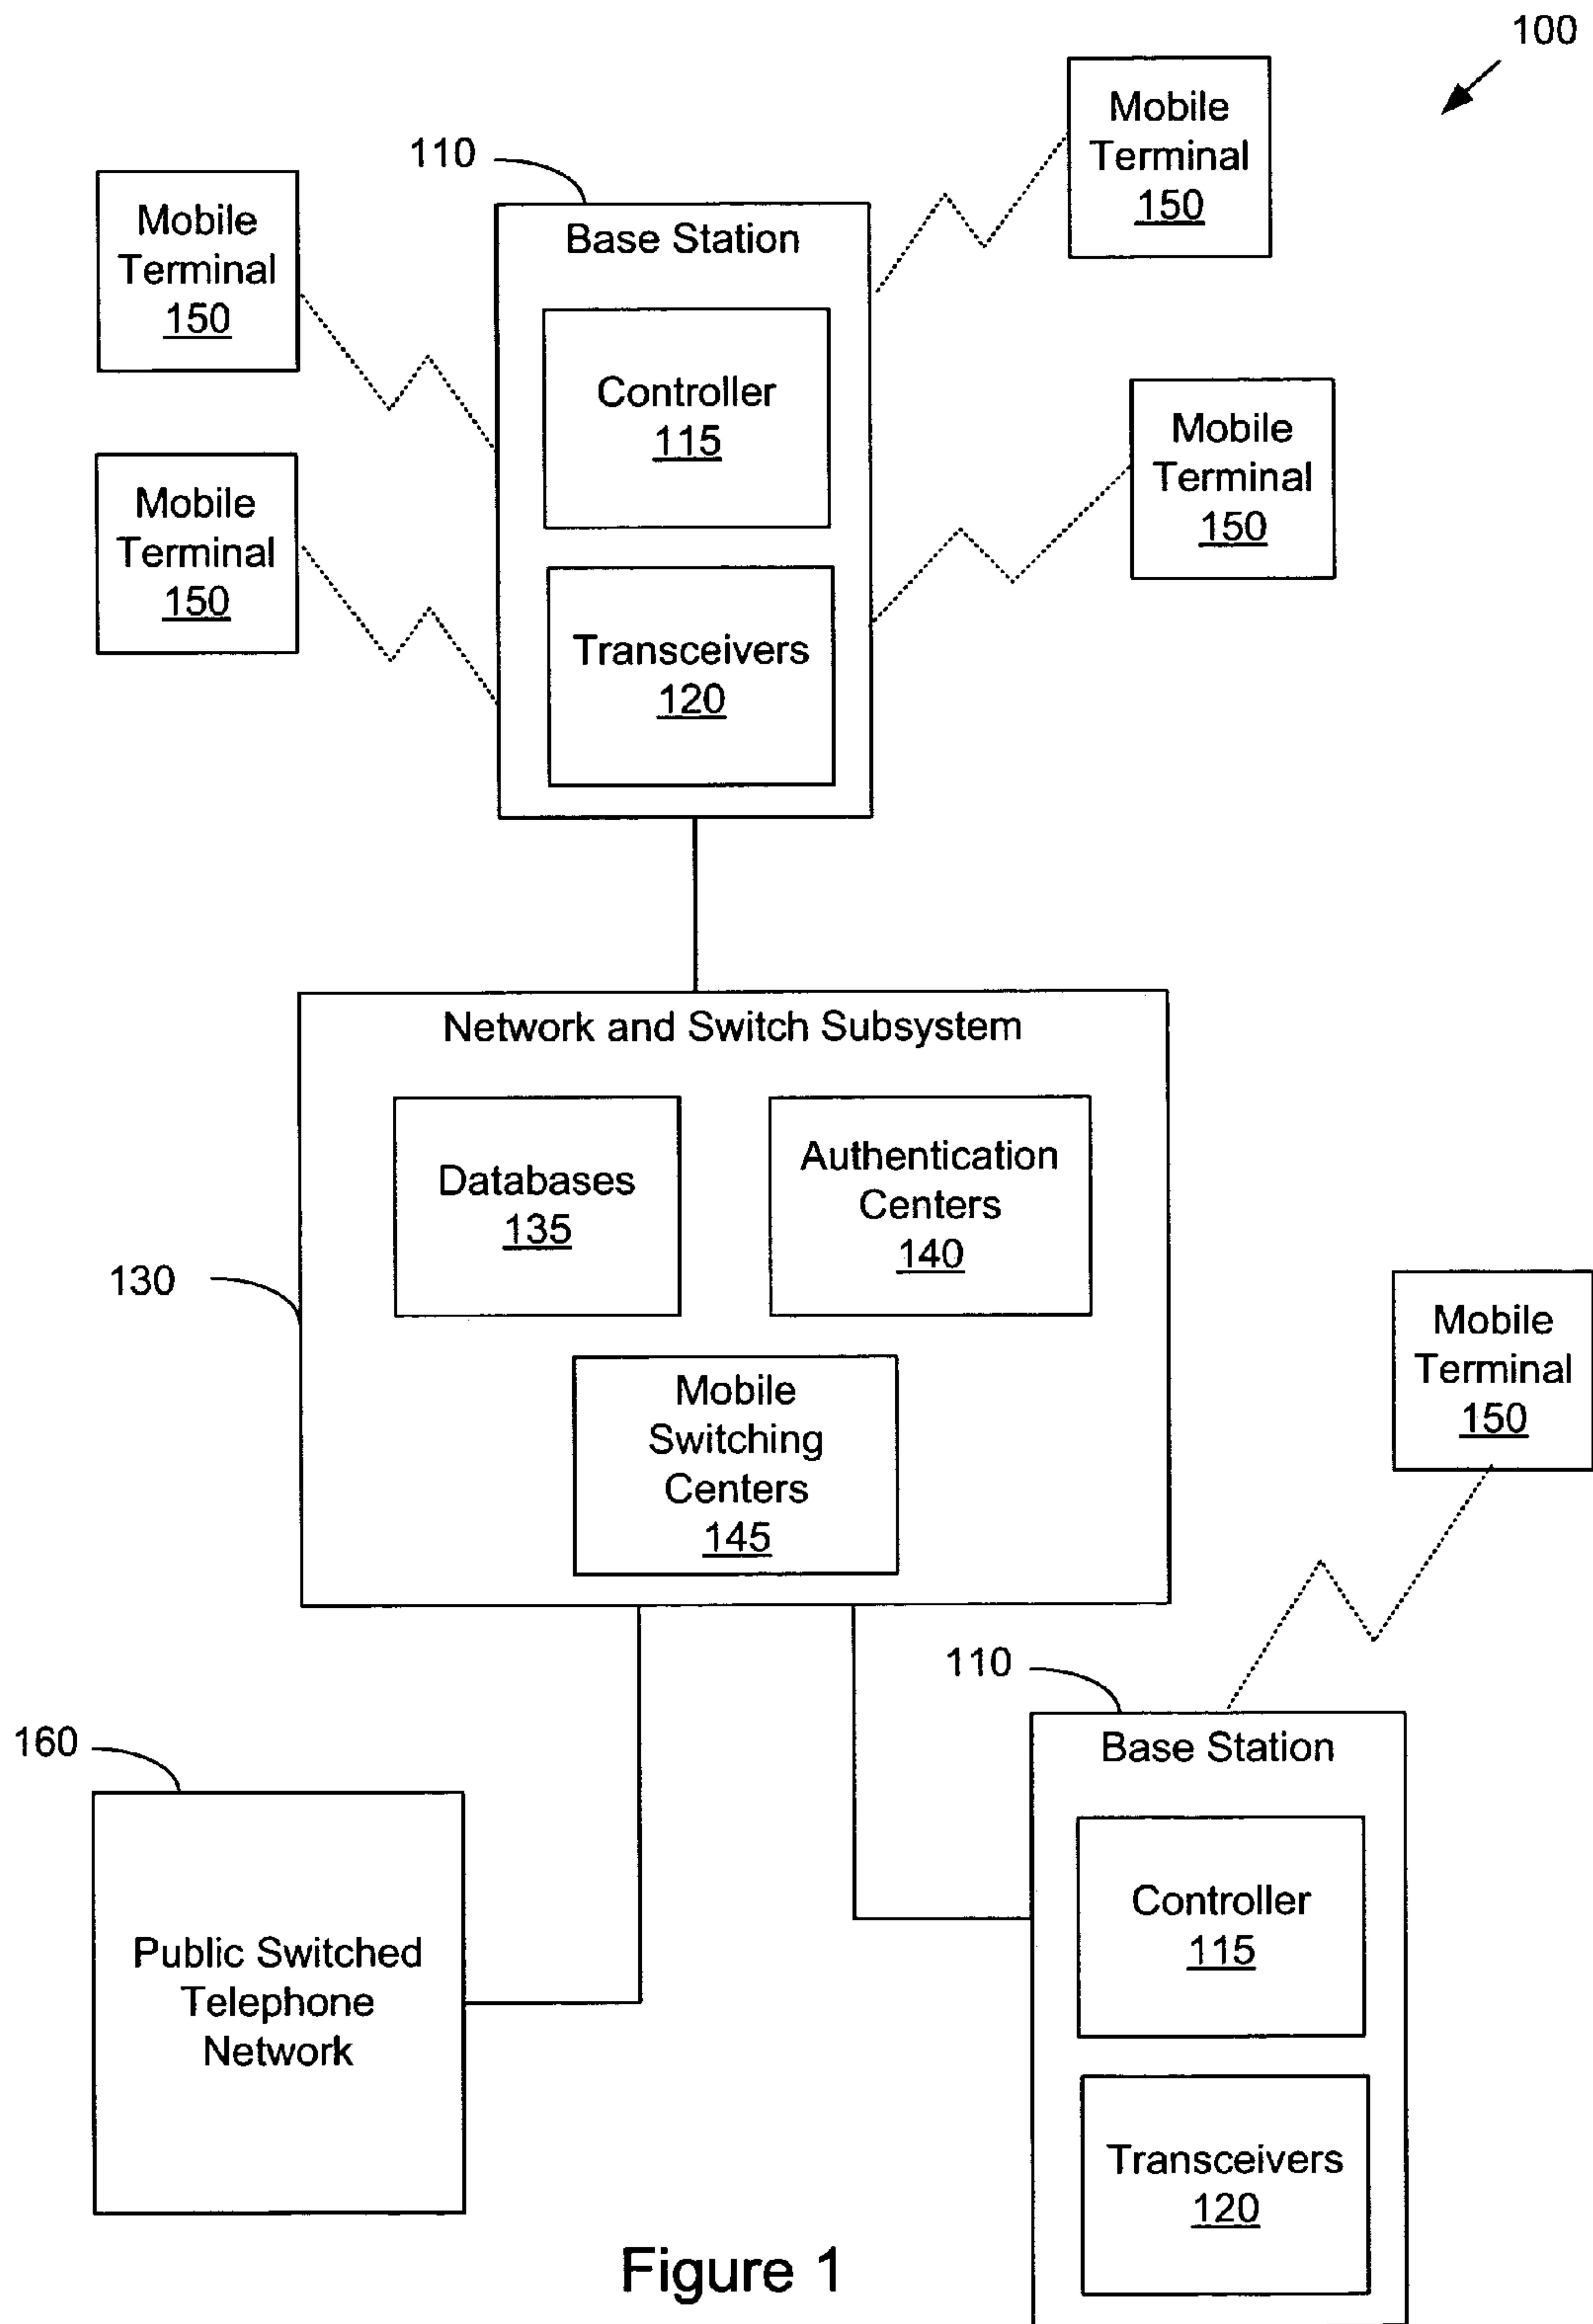 100
Mobile
Terminal
150
110
Mobile
Terminal
150
Base Station
Controller
115
Mobile
Terminal
150
Mobile
Terminal
150
Transceivers
120
Network and Switch Subsystem
Databases
135
Authentication
Centers
140
130
Mobile
Switching
Centers
145
Mobile
Terminal
150
110
160
Base Station
Controller
115
Public Switched
Telephone
Network
Transceivers
120
Figure 1